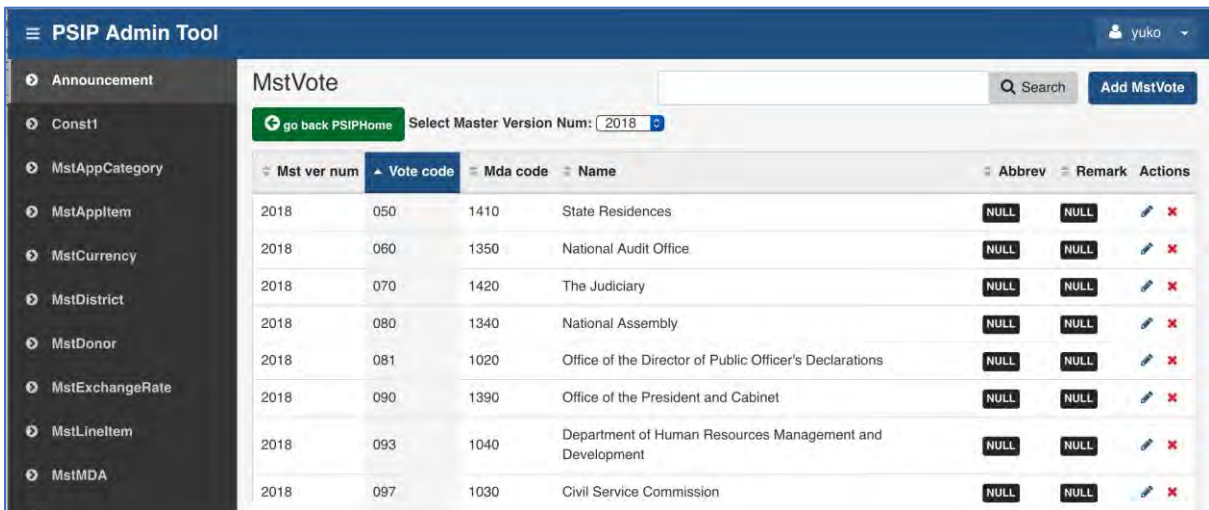 PSIP Admin Tool
yuko
Announcement
Const1
MstAppCategory
MstAppItem
MstCurrency
MstDistrict
MstDonor
MstExchangeRate
MstLineItem
MstMDA
MstVote
Search
Add MstVote
go back PSIPHome Select Master Version Num: 2018
Mst ver num Vote code Mda code Name Abbrev Remark Actions
2018 050 1410 State Residences NULL NULL
2018 060 1350 National Audit Office NULL NULL
2018 070 1420 The Judiciary NULL NULL
2018 080 1340 National Assembly NULL NULL
2018 081 1020 Office of the Director of Public Officer's Declarations NULL NULL
2018 090 1390 Office of the President and Cabinet NULL NULL
2018 093 1040 Department of Human Resources Management and
Development NULL NULL
2018 097 1030 Civil Service Commission NULL NULL